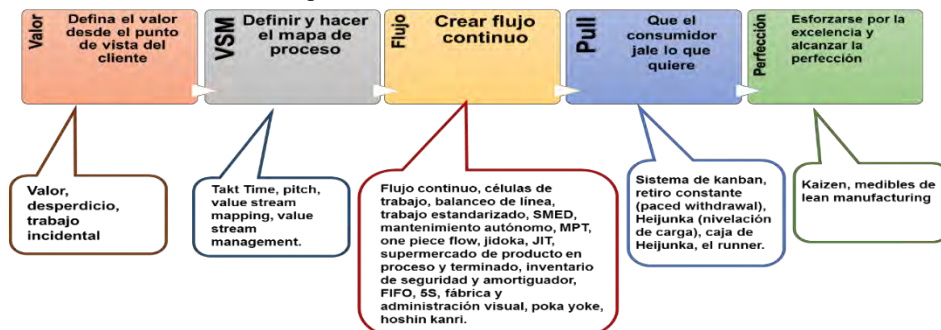 Valor
Defina el valor
desde el punto
de vista del
cliente
VSM
Definir y hacer
el mapa de
proceso
Flujo
Crear flujo
continuo
Pull
Que el
consumidor
jale lo que
quiere
Perfección
Esforzarse por la
excelencia y
alcanzar la
perfección
Valor,
desperdicio,
trabajo
incidental
Takt Time, pitch,
value stream
mapping, value
stream
management.
Flujo continuo, células de
trabajo, balanceo de línea,
trabajo estandarizado, SMED,
mantenimiento autónomo, MPT,
one piece flow, jidoka, JIT,
supermercado de producto en
proceso y terminado, inventario
de seguridad y amortiguador,
FIFO, 5S, fábrica y
administración visual, poka yoke,
hoshin kanri.
Sistema de kanban,
retiro constante
(paced withdrawal),
Heijunka (nivelación
de carga), caja de
Heijunka, el runner.
Kaizen, medibles de
lean manufacturing